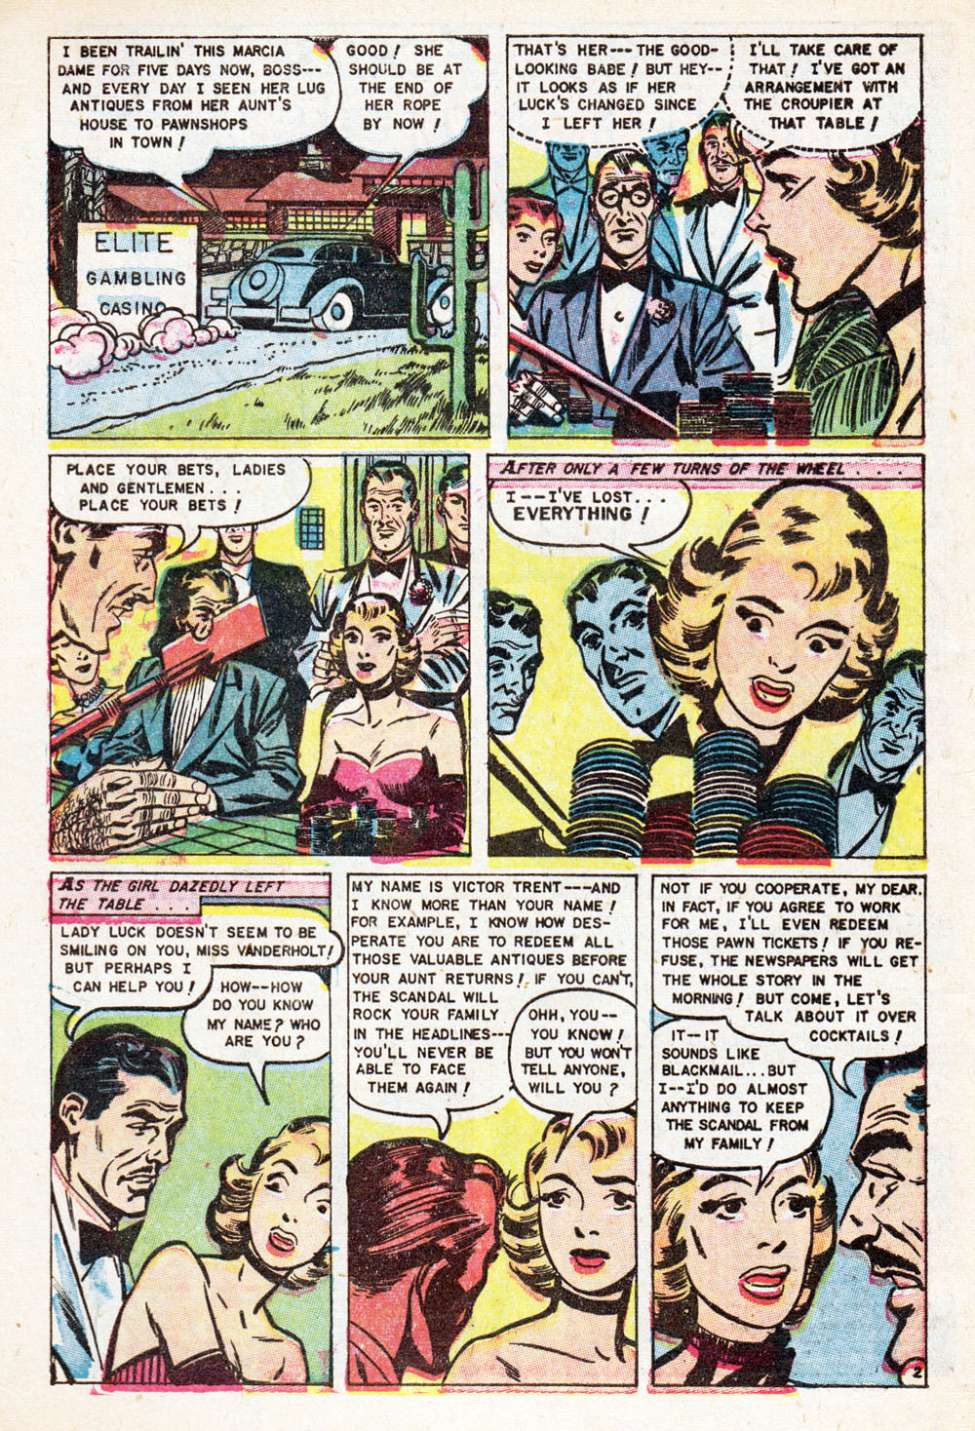 I BEEN TRAILIN' THIS MARCIA
DAME FOR FIVE DAYS NOW, BOSS---
AND EVERY DAY I SEEN HER LUG
ANTIQUES FROM HER AUNT'S
HOUSE TO PAWNSHOPS
IN TOWN!
GOOD! SHE
SHOULD BE AT
THE END OF
HER ROPE
BY NOW!
ELITE
GAMBLING
CASINO
THAT'S HER---THE GOOD-
LOOKING BABE! BUT HEY--
IT LOOKS AS IF HER
LUCK'S CHANGED SINCE
I LEFT HER!
I'LL TAKE CARE OF
THAT! I'VE GOT AN
ARRANGEMENT WITH
THE CROUPIER AT
THAT TABLE!
PLACE YOUR BETS, LADIES
AND GENTLEMEN...
PLACE YOUR BETS!
AFTER ONLY A FEW TURNS OF THE WHEEL . . .
I--I'VE LOST...
EVERYTHING!
AS THE GIRL DAZEDLY LEFT
THE TABLE . . .
LADY LUCK DOESN'T SEEM TO BE
SMILING ON YOU, MISS VANDERHOLT!
BUT PERHAPS I
CAN HELP YOU!
HOW--HOW
DO YOU KNOW
MY NAME? WHO
ARE YOU?
MY NAME IS VICTOR TRENT---AND
I KNOW MORE THAN YOUR NAME!
FOR EXAMPLE, I KNOW HOW DES-
PERATE YOU ARE TO REDEEM ALL
THOSE VALUABLE ANTIQUES BEFORE
YOUR AUNT RETURNS! IF YOU CAN'T,
THE SCANDAL WILL
ROCK YOUR FAMILY
IN THE HEADLINES---
YOU'LL NEVER BE
ABLE TO FACE
THEM AGAIN!
OHH, YOU--
YOU KNOW!
BUT YOU WON'T
TELL ANYONE,
WILL YOU?
NOT IF YOU COOPERATE, MY DEAR.
IN FACT, IF YOU AGREE TO WORK
FOR ME, I'LL EVEN REDEEM
THOSE PAWN TICKETS! IF YOU RE-
FUSE, THE NEWSPAPERS WILL GET
THE WHOLE STORY IN THE
MORNING! BUT COME, LET'S
TALK ABOUT IT OVER
COCKTAILS!
IT--IT
SOUNDS LIKE
BLACKMAIL...BUT
I--I'D DO ALMOST
ANYTHING TO KEEP
THE SCANDAL FROM
MY FAMILY!
2